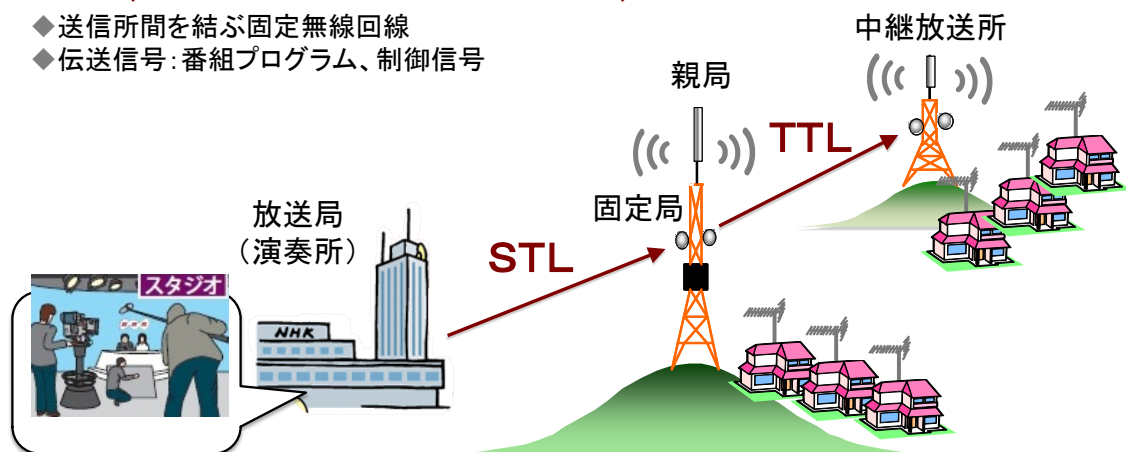 ◆送信所間を結ぶ固定無線回線
◆伝送信号:番組プログラム、制御信号
中継放送所
親局
TTL
固定局
放送局
(演奏所)
STL
スタジオ
NHK